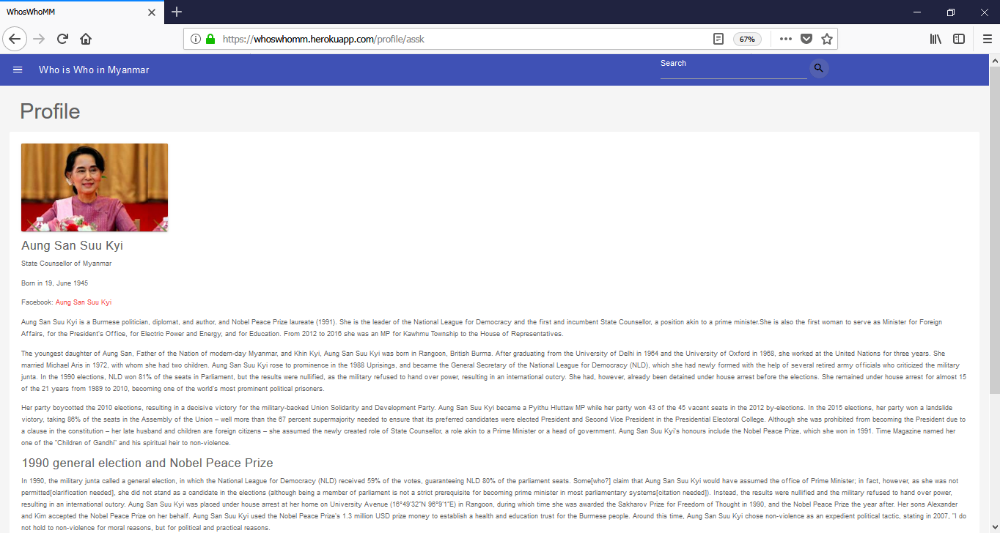 WhosWhoMM
https://whoswhomm.herokuapp.com/profile/assk
67%
Who is Who in Myanmar
Search
Profile
Aung San Suu Kyi
State Counsellor of Myanmar
Born in 19, June 1945
Facebook: Aung San Suu Kyi
Aung San Suu Kyi is a Burmese politician, diplomat, and author, and Nobel Peace Prize laureate (1991). She is the leader of the National League for Democracy and the first and incumbent State Counsellor, a position akin to a prime minister.She is also the first woman to serve as Minister for Foreign
Affairs, for the President's Office, for Electric Power and Energy, and for Education. From 2012 to 2016 she was an MP for Kawhmu Township to the House of Representatives.
The youngest daughter of Aung San, Father of the Nation of modern-day Myanmar, and Khin Kyi, Aung San Suu Kyi was born in Rangoon, British Burma. After graduating from the University of Delhi in 1964 and the University of Oxford in 1968, she worked at the United Nations for three years. She
married Michael Aris in 1972, with whom she had two children. Aung San Suu Kyi rose to prominence in the 1988 Uprisings, and became the General Secretary of the National League for Democracy (NLD), which she had newly formed with the help of several retired army officials who criticized the military
junta. In the 1990 elections, NLD won 81% of the seats in Parliament, but the results were nullified, as the military refused to hand over power, resulting in an international outcry. She had, however, already been detained under house arrest before the elections. She remained under house arrest for almost 15
of the 21 years from 1989 to 2010, becoming one of the world's most prominent political prisoners.
Her party boycotted the 2010 elections, resulting in a decisive victory for the military-backed Union Solidarity and Development Party. Aung San Suu Kyi became a Pyithu Hluttaw MP while her party won 43 of the 45 vacant seats in the 2012 by-elections. In the 2015 elections, her party won a landslide
victory, taking 86% of the seats in the Assembly of the Union – well more than the 67 percent supermajority needed to ensure that its preferred candidates were elected President and Second Vice President in the Presidential Electoral College. Although she was prohibited from becoming the President due to
a clause in the constitution – her late husband and children are foreign citizens – she assumed the newly created role of State Counsellor, a role akin to a Prime Minister or a head of government. Aung San Suu Kyi's honours include the Nobel Peace Prize, which she won in 1991. Time Magazine named her
one of the "Children of Gandhi" and his spiritual heir to non-violence.
1990 general election and Nobel Peace Prize
In 1990, the military junta called a general election, in which the National League for Democracy (NLD) received 59% of the votes, guaranteeing NLD 80% of the parliament seats. Some[who?] claim that Aung San Suu Kyi would have assumed the office of Prime Minister; in fact, however, as she was not
permitted[clarification needed], she did not stand as a candidate in the elections (although being a member of parliament is not a strict prerequisite for becoming prime minister in most parliamentary systems[citation needed]). Instead, the results were nullified and the military refused to hand over power,
resulting in an international outcry. Aung San Suu Kyi was placed under house arrest at her home on University Avenue (16°49′32″N 96°9′1″E) in Rangoon, during which time she was awarded the Sakharov Prize for Freedom of Thought in 1990, and the Nobel Peace Prize the year after. Her sons Alexander
and Kim accepted the Nobel Peace Prize on her behalf. Aung San Suu Kyi used the Nobel Peace Prize's 1.3 million USD prize money to establish a health and education trust for the Burmese people. Around this time, Aung San Suu Kyi chose non-violence as an expedient political tactic, stating in 2007, "I do
not hold to non-violence for moral reasons, but for political and practical reasons.